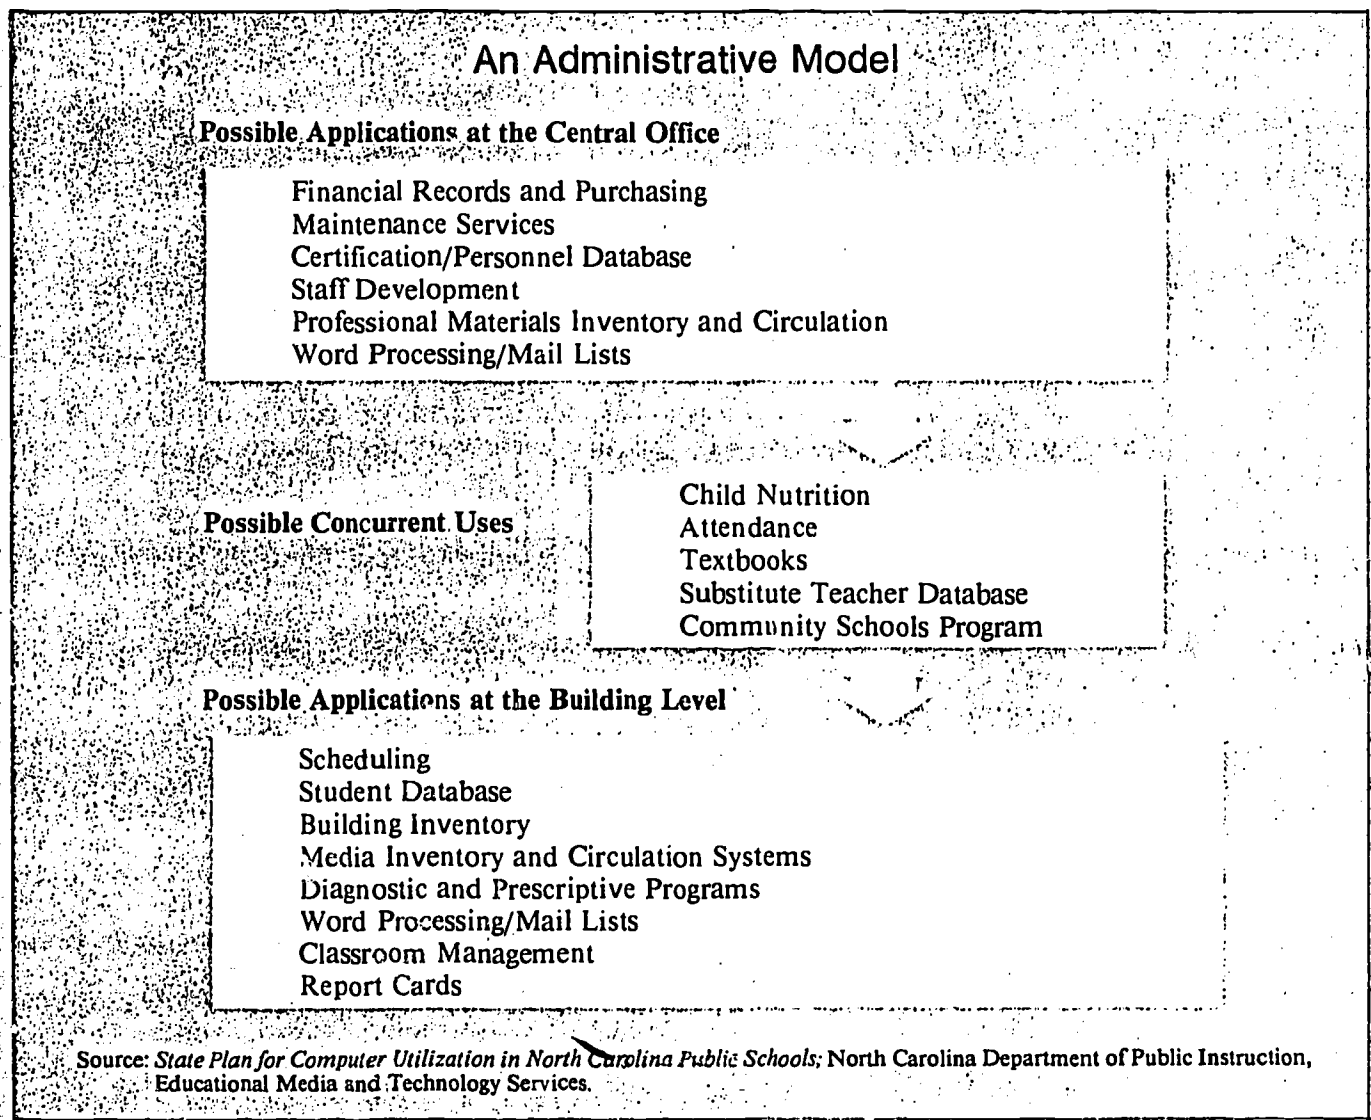 An Administrative Model
Possible Applications at the Central Office
Financial Records and Purchasing
Maintenance Services
Certification/Personnel Database
Staff Development
Professional Materials Inventory and Circulation
Word Processing/Mail Lists
Possible Concurrent Uses
Child Nutrition
Attendance
Textbooks
Substitute Teacher Database
Community Schools Program
Possible Applications at the Building Level
Scheduling
Student Database
Building Inventory
Media Inventory and Circulation Systems
Diagnostic and Prescriptive Programs
Word Processing/Mail Lists
Classroom Management
Report Cards
Source: State Plan for Computer Utilization in North Carolina Public Schools; North Carolina Department of Public Instruction,
Educational Media and Technology Services.